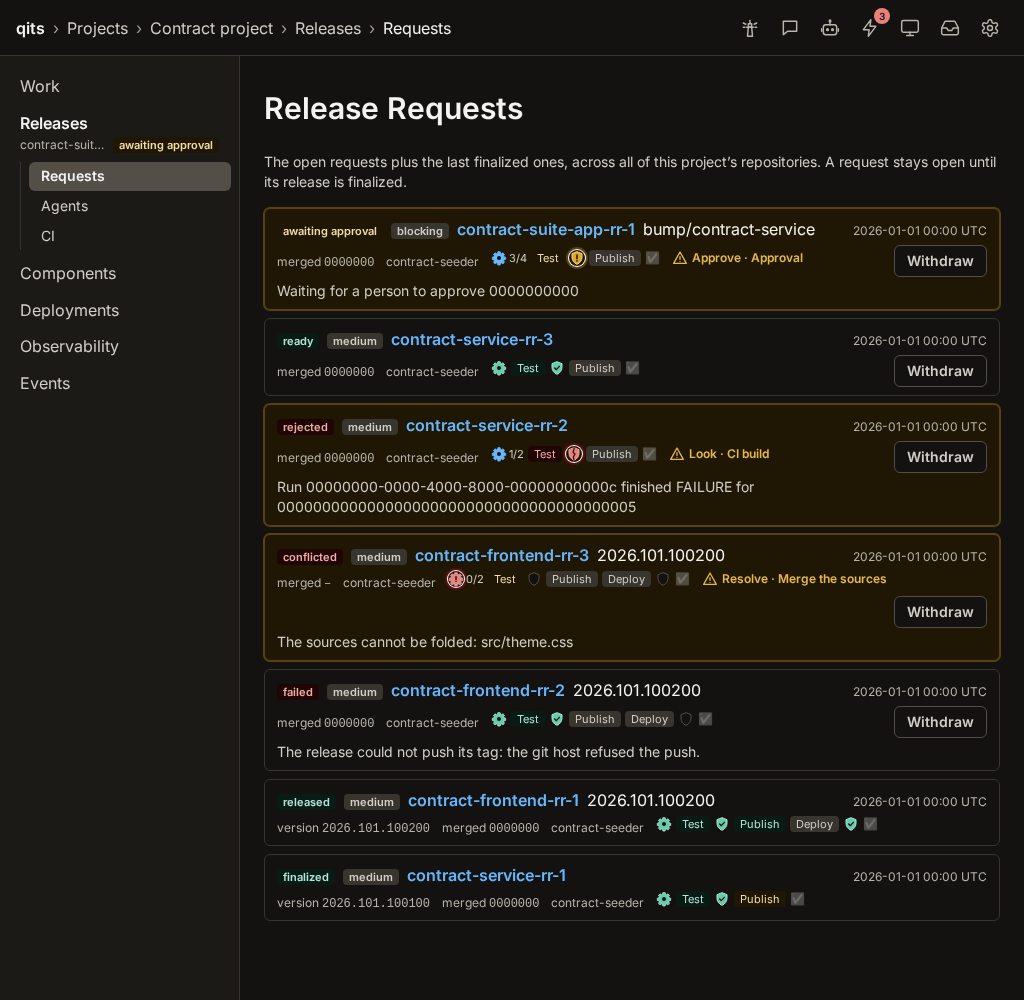 qits › Projects › Contract project › Releases › Requests
3
Work
Releases
contract-suit... awaiting approval
Requests
Agents
CI
Components
Deployments
Observability
Events
Release Requests
The open requests plus the last finalized ones, across all of this project’s repositories. A request stays open until
its release is finalized.
awaiting approval blocking contract-suite-app-rr-1 bump/contract-service 2026-01-01 00:00 UTC
merged 0000000 contract-seeder 3/4 Test Publish Approve · Approval Withdraw
Waiting for a person to approve 0000000000
ready medium contract-service-rr-3 2026-01-01 00:00 UTC
merged 0000000 contract-seeder Test Publish Withdraw
rejected medium contract-service-rr-2 2026-01-01 00:00 UTC
merged 0000000 contract-seeder 1/2 Test Publish Look · CI build Withdraw
Run 00000000-0000-4000-8000-00000000000c finished FAILURE for
0000000000000000000000000000000000000005
conflicted medium contract-frontend-rr-3 2026.101.100200 2026-01-01 00:00 UTC
merged – contract-seeder 0/2 Test Publish Deploy Resolve · Merge the sources
Withdraw
The sources cannot be folded: src/theme.css
failed medium contract-frontend-rr-2 2026.101.100200 2026-01-01 00:00 UTC
merged 0000000 contract-seeder Test Publish Deploy Withdraw
The release could not push its tag: the git host refused the push.
released medium contract-frontend-rr-1 2026.101.100200 2026-01-01 00:00 UTC
version 2026.101.100200 merged 0000000 contract-seeder Test Publish Deploy
finalized medium contract-service-rr-1 2026-01-01 00:00 UTC
version 2026.101.100100 merged 0000000 contract-seeder Test Publish